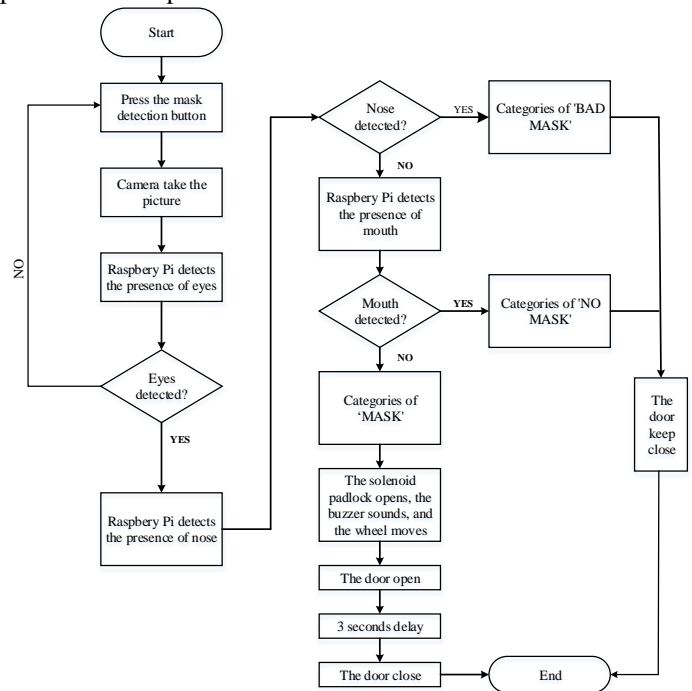 Start
Press the mask
detection button
Camera take the
picture
Raspbery Pi detects
the presence of eyes
NO
Eyes
detected?
YES
Raspbery Pi detects
the presence of nose
Nose
detected?
YES
Categories of 'BAD
MASK'
NO
Raspbery Pi detects
the presence of
mouth
Mouth
detected?
YES
Categories of 'NO
MASK'
NO
Categories of
‘MASK'
The solenoid
padlock opens, the
buzzer sounds, and
the wheel moves
The door open
3 seconds delay
The door close
The
door
keep
close
End